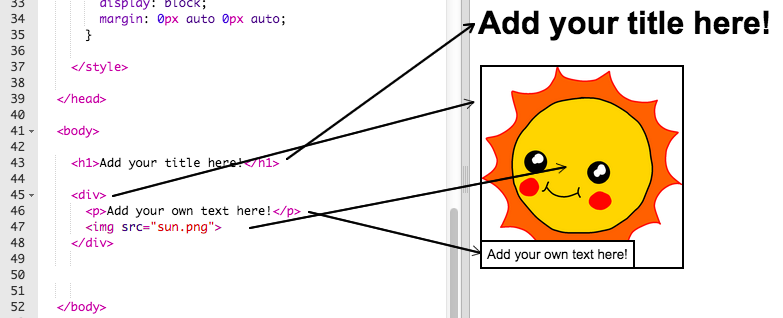 33 display: block;
34 margin: 0px auto 0px auto;
35 }
36
37 </style>
38
39 </head>
40
41 <body>
42
43 <h1>Add your title here!</h1>
44
45 <div>
46 <p>Add your own text here!</p>
47 <img src="sun.png">
48 </div>
49
50
51
52 </body>
Add your title here!
Add your own text here!